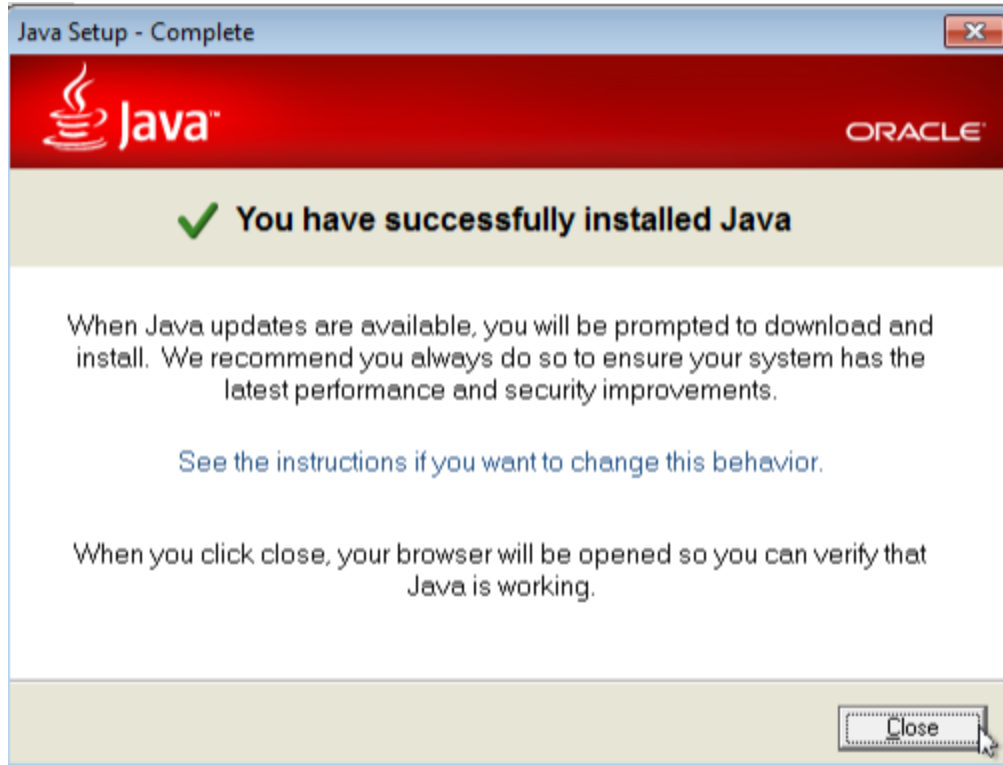 Java Setup - Complete
Java™
ORACLE®
You have successfully installed Java
When Java updates are available, you will be prompted to download and
install. We recommend you always do so to ensure your system has the
latest performance and security improvements.
See the instructions if you want to change this behavior.
When you click close, your browser will be opened so you can verify that
Java is working.
Close